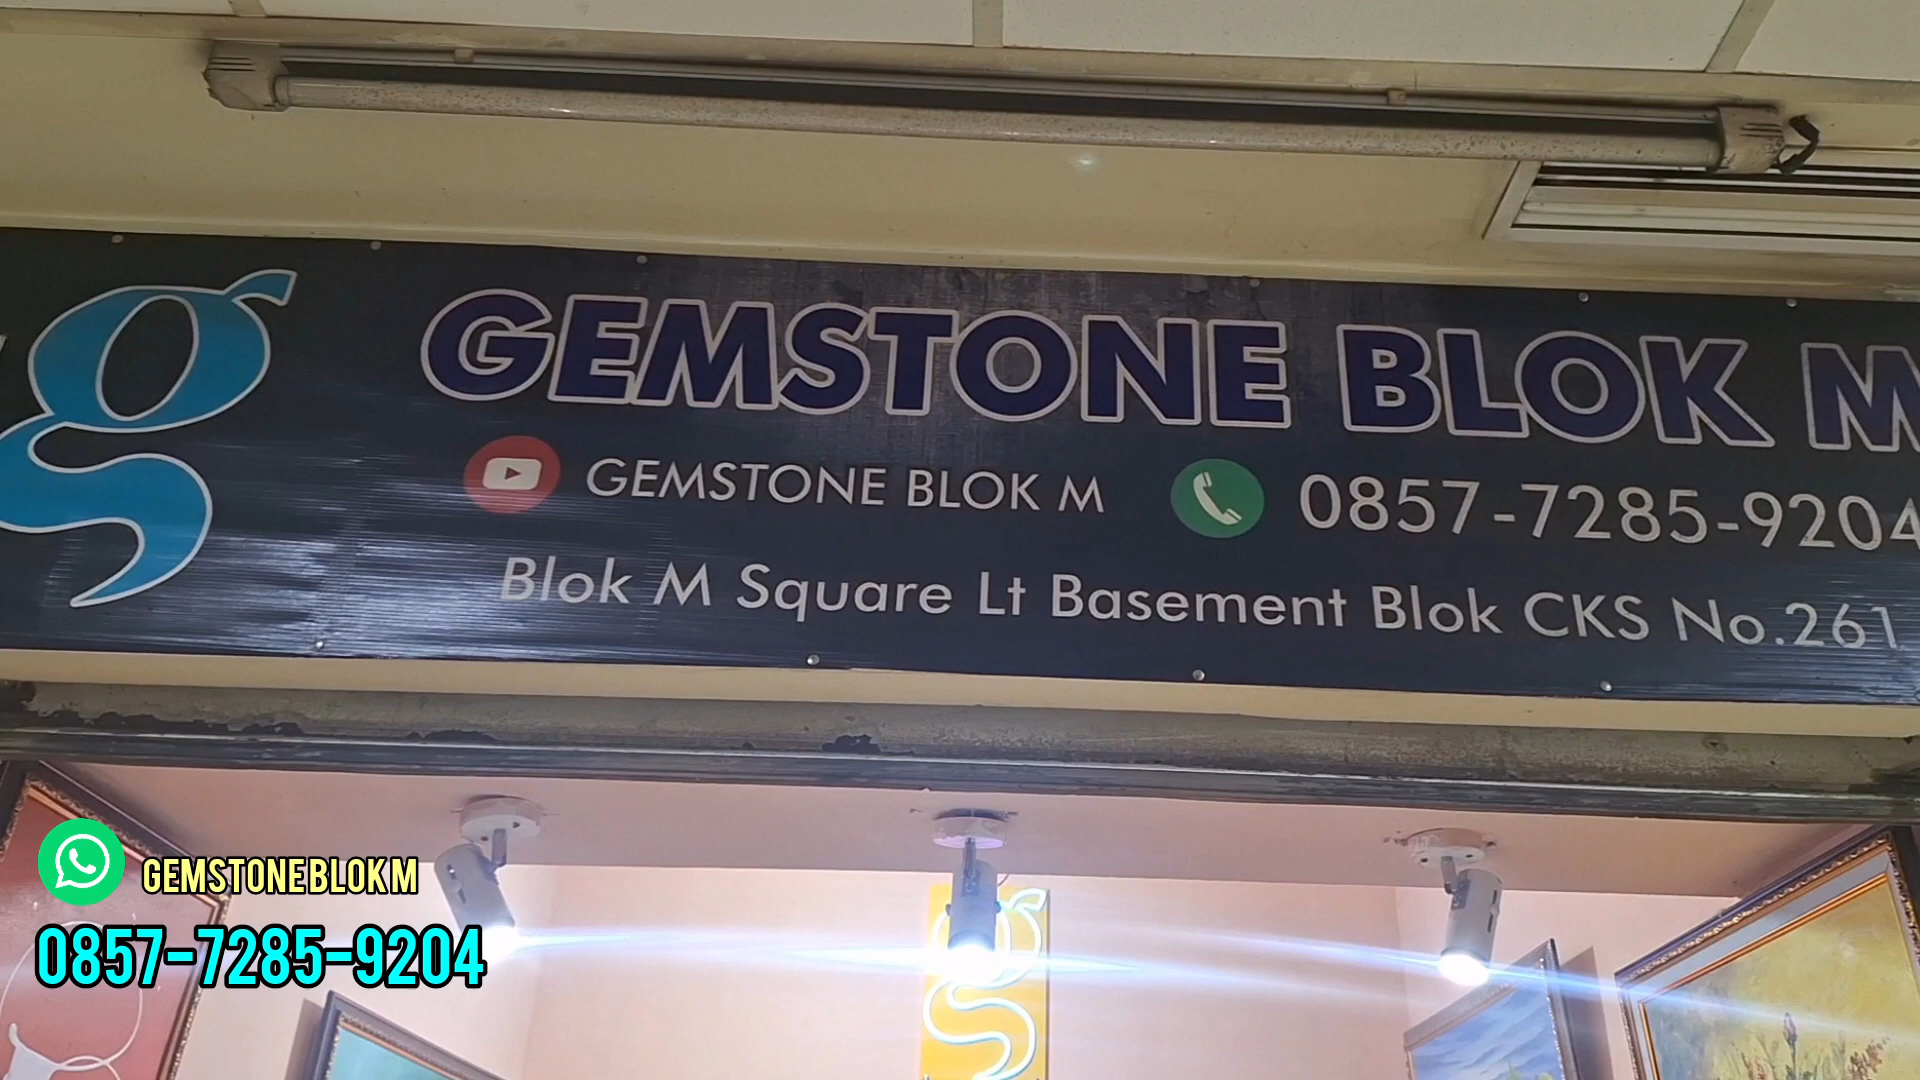 g GEMSTONE BLOK M
GEMSTONE BLOK M 0857-7285-9204
Blok M Square Lt Basement Blok CKS No.261
g
GEMSTONEBLOKM
0857-7285-9204